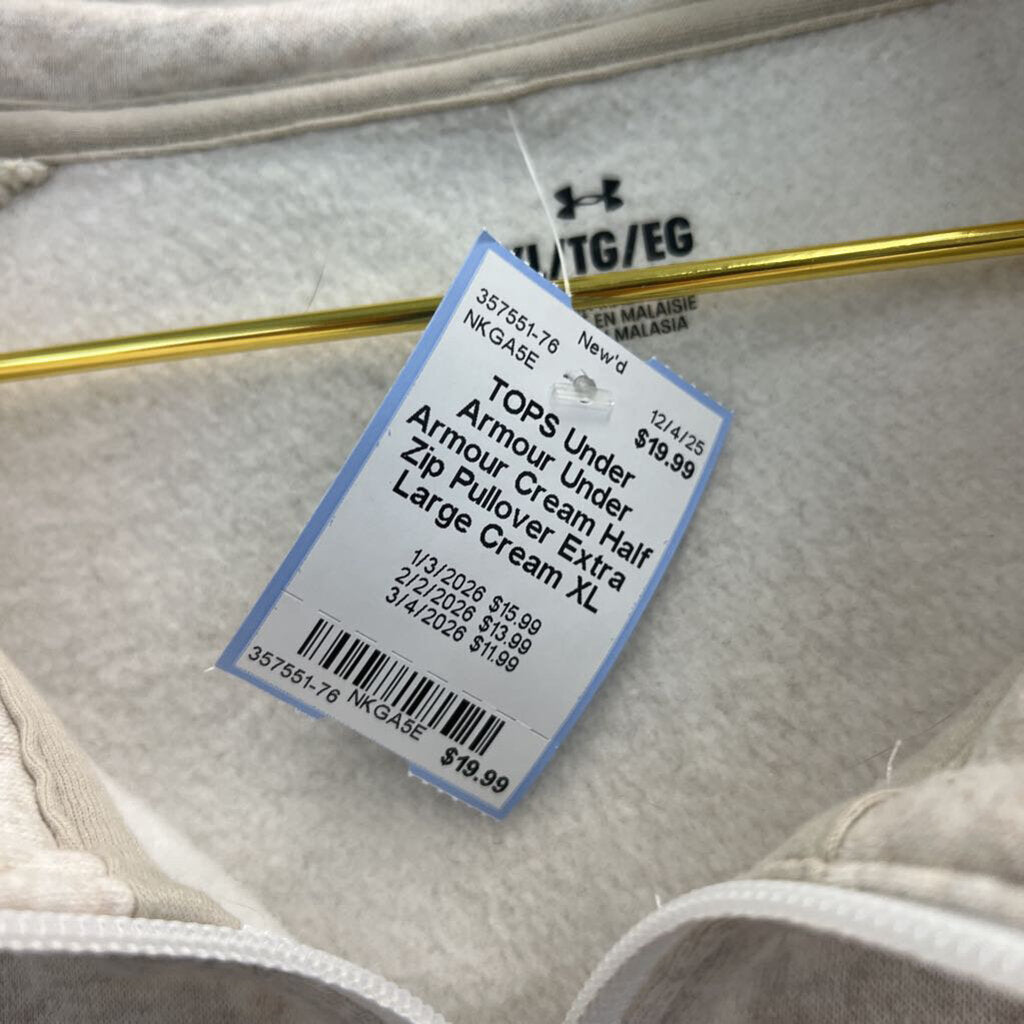 /TG/EG
EN MALAISIE
MALASIA
357551-76
NKGA5E
New'd
12/4/25
$19.99
TOPS Under
Armour Under
Armour Cream Half
Zip Pullover Extra
Large Cream XL
1/3/2026 $15.99
2/2/2026 $13.99
3/4/2026 $11.99
357551-76 NKGA5E
$19.99